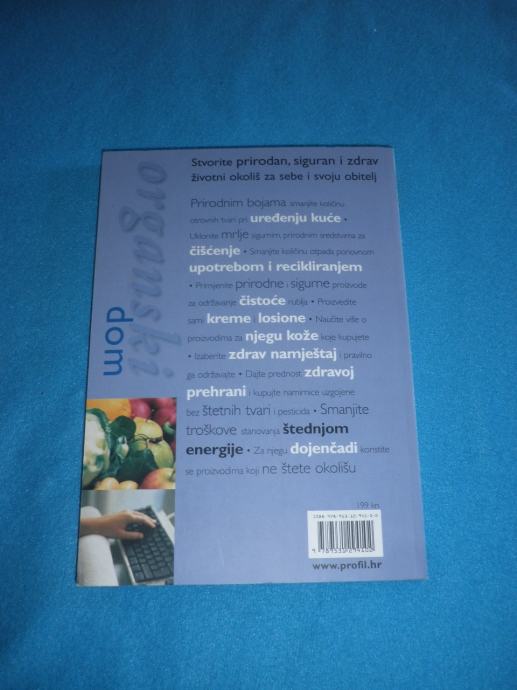 organski dom
Stvorite prirodan, siguran i zdrav
životni okoliš za sebe i svoju obitelj
Prirodnim bojama smanjite količinu
otrovnih tvari pri uređenju kuće •
Uklonite mrlje sigurnim, prirodnim sredstvima za
čišćenje • Smanjite količinu otpada ponovnom
upotrebom i recikliranjem
• Primijenite prirodne i sigurne proizvode
za održavanje čistoće rublja • Proizvedite
sami kreme i losione • Naučite više o
proizvodima za njegu kože koje kupujete
• Izaberite zdrav namještaj i pravilno
ga održavajte • Dajte prednost zdravoj
prehrani i kupujte namirnice uzgojene
bez štetnih tvari i pesticida • Smanjite
troškove stanovanja štednjom
energije • Za njegu dojenčadi koristite
se proizvodima koji ne štete okolišu
199 kn
www.profil.hr